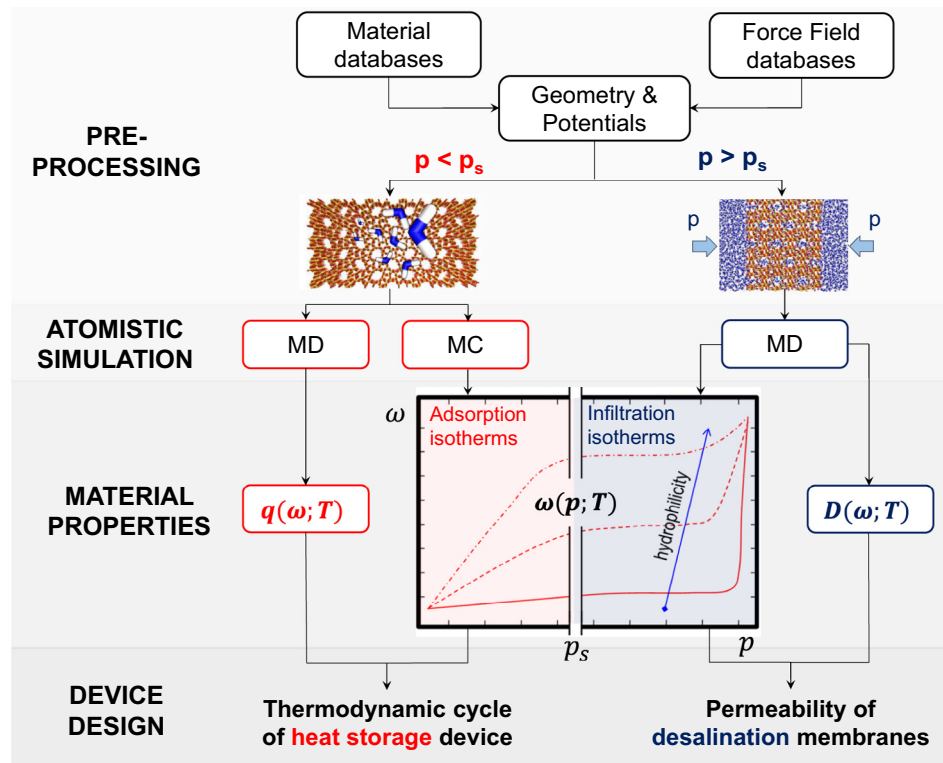 Material
databases
Force Field
databases
Geometry &
Potentials
PRE-
PROCESSING
p < pₛ
p > pₛ
p
p
ATOMISTIC
SIMULATION
MD
MC
MD
ω
Adsorption
isotherms
Infiltration
isotherms
MATERIAL
PROPERTIES
q(ω; T)
ω(p; T)
hydrophilicity
D(ω; T)
pₛ
p
DEVICE
DESIGN
Thermodynamic cycle
of heat storage device
Permeability of
desalination membranes